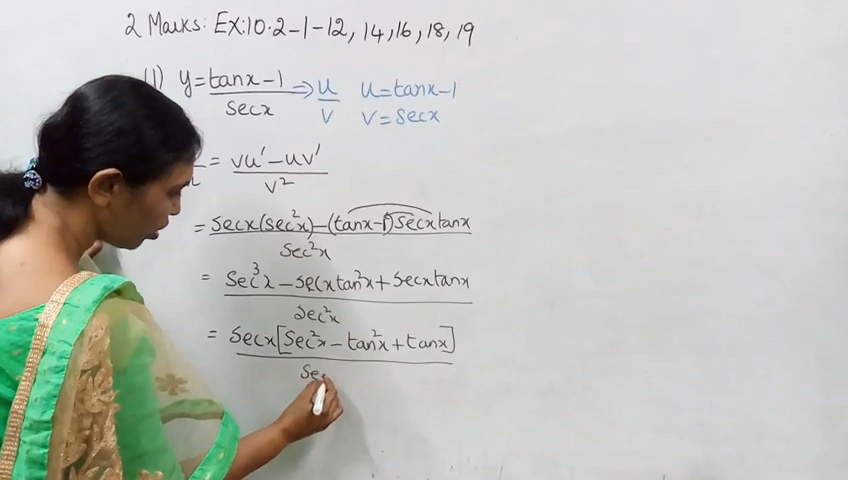 2 Marks: Ex:10.2-1-12, 14, 16, 18, 19
11) y = (tanx-1)/secx ⇒ u/v u=tanx-1
v=secx
= (vu' - uv')/v²
= (secx(sec²x) - (tanx-1)secxtanx)/sec²x
= (sec³x - secxtan²x + secxtanx)/sec²x
= secx[sec²x - tan²x + tanx]
se